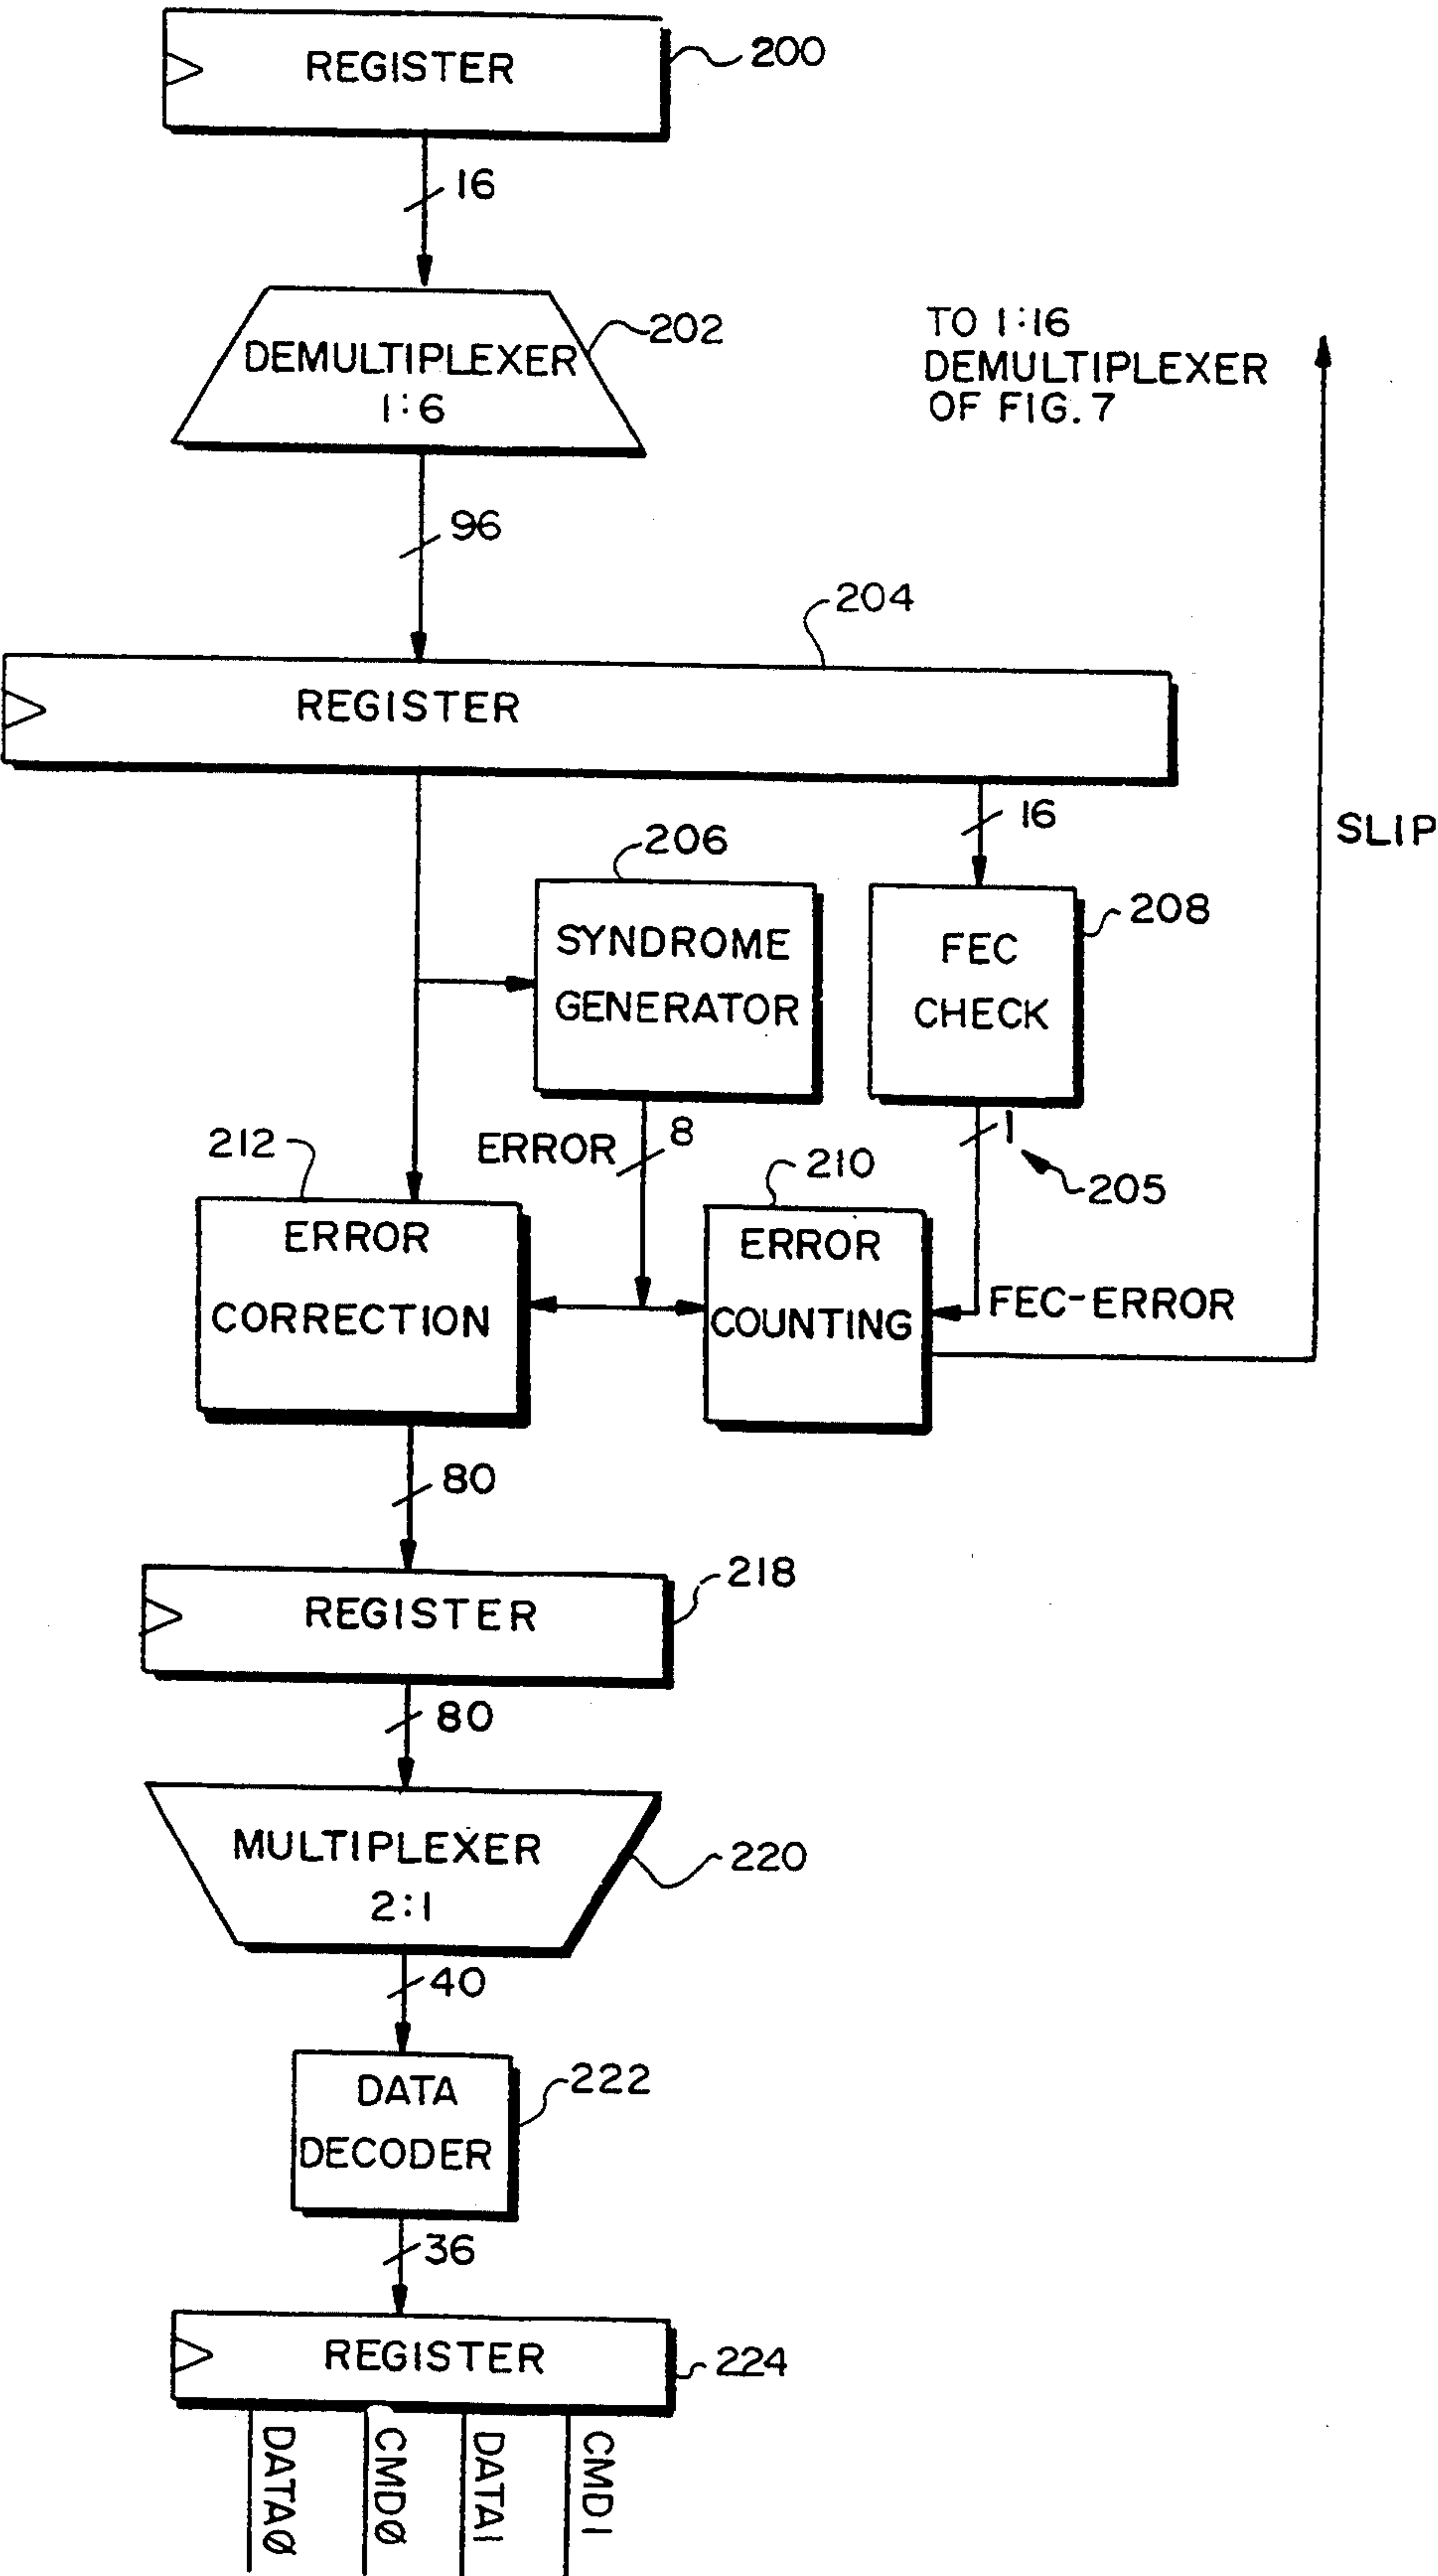 REGISTER
200
16
DEMULTIPLEXER
1:6
202
TO 1:16
DEMULTIPLEXER
OF FIG. 7
96
204
REGISTER
16
SLIP
206
SYNDROME
GENERATOR
208
FEC
CHECK
212
ERROR
8
1
205
210
ERROR
CORRECTION
ERROR
COUNTING
FEC-ERROR
80
218
REGISTER
80
MULTIPLEXER
2:1
220
40
DATA
DECODER
222
36
REGISTER
224
DATAØ
CMDØ
DATA1
CMD1